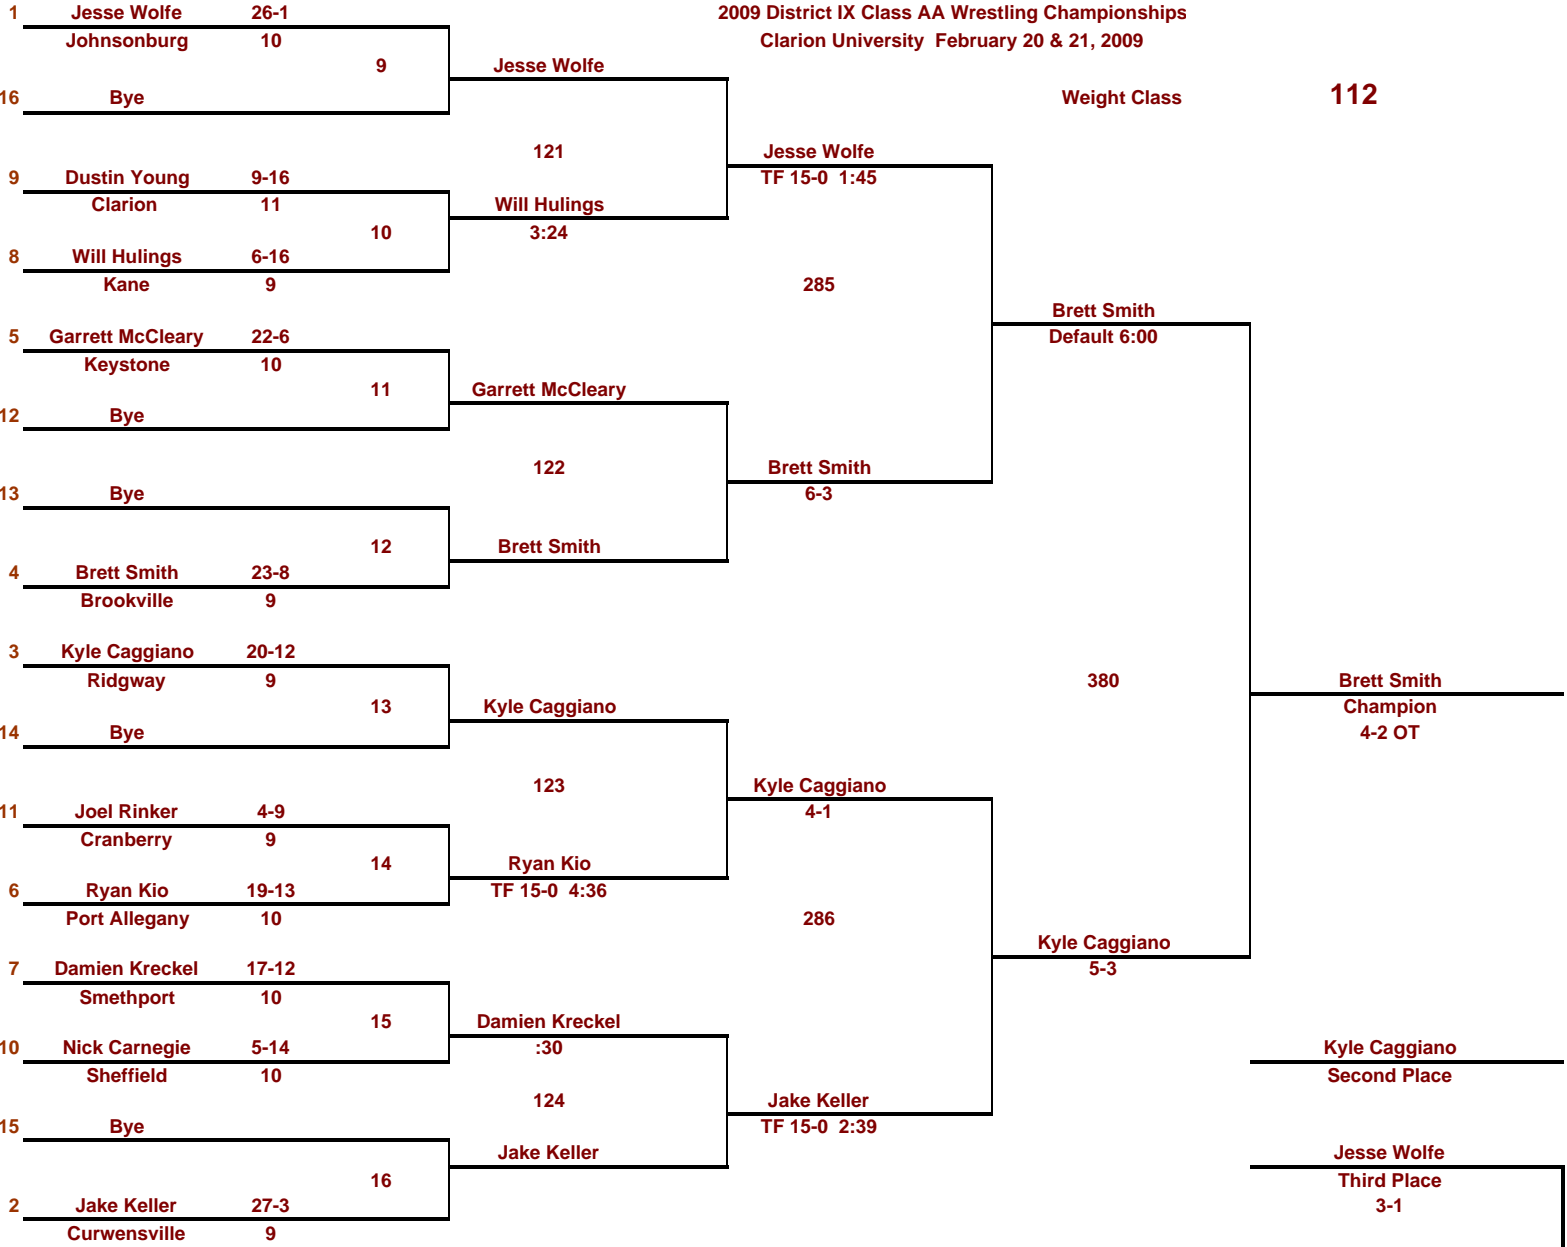 1 Jesse Wolfe 26-1 2009 District IX Class AA Wrestling Championships
Johnsonburg 10 Clarion University February 20 & 21, 2009
9 Jesse Wolfe
16 Bye Weight Class 112
121 Jesse Wolfe
9 Dustin Young 9-16 TF 15-0 1:45
Clarion 11 Will Hulings
10 3:24
8 Will Hulings 6-16
Kane 9 285
Brett Smith
5 Garrett McCleary 22-6 Default 6:00
Keystone 10
11 Garrett McCleary
12 Bye
122 Brett Smith
13 Bye 6-3
12 Brett Smith
4 Brett Smith 23-8
Brookville 9
3 Kyle Caggiano 20-12
Ridgway 9 380 Brett Smith
13 Kyle Caggiano Champion
14 Bye 4-2 OT
123 Kyle Caggiano
11 Joel Rinker 4-9 4-1
Cranberry 9
14 Ryan Kio
6 Ryan Kio 19-13 TF 15-0 4:36
Port Allegany 10 286
Kyle Caggiano
7 Damien Kreckel 17-12 5-3
Smethport 10
15 Damien Kreckel
10 Nick Carnegie 5-14 :30 Kyle Caggiano
Sheffield 10 Second Place
124 Jake Keller
15 Bye TF 15-0 2:39
Jake Keller Jesse Wolfe
16 Third Place
2 Jake Keller 27-3 3-1
Curwensville 9